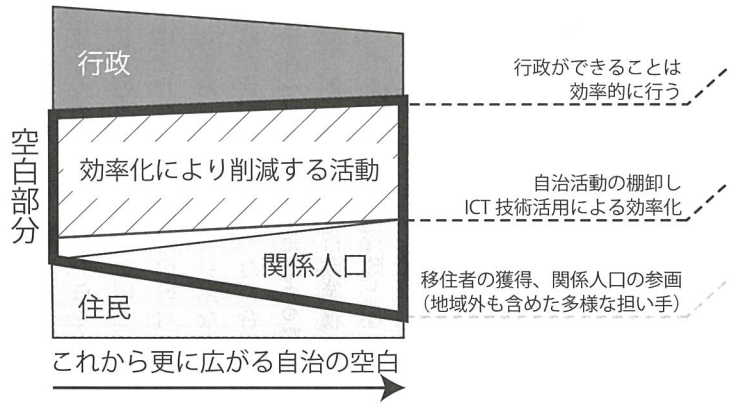 行政
行政ができることは
効率的に行う
空白部分
効率化により削減する活動
自治活動の棚卸し
ICT 技術活用による効率化
関係人口
移住者の獲得、関係人口の参画
（地域外も含めた多様な担い手）
住民
これから更に広がる自治の空白